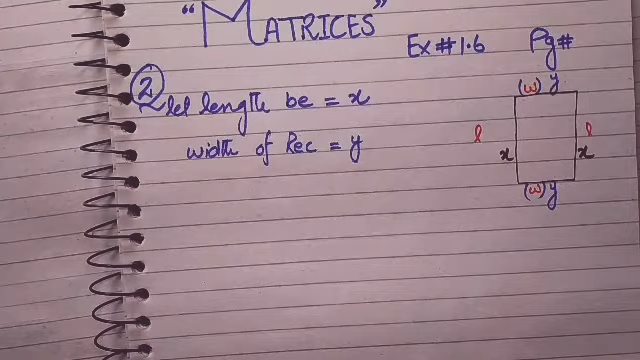 "MATRICES"
Ex#1.6 Pg#
② let length be = x
width of Rec = y
(w) y
l l
x x
(w) y